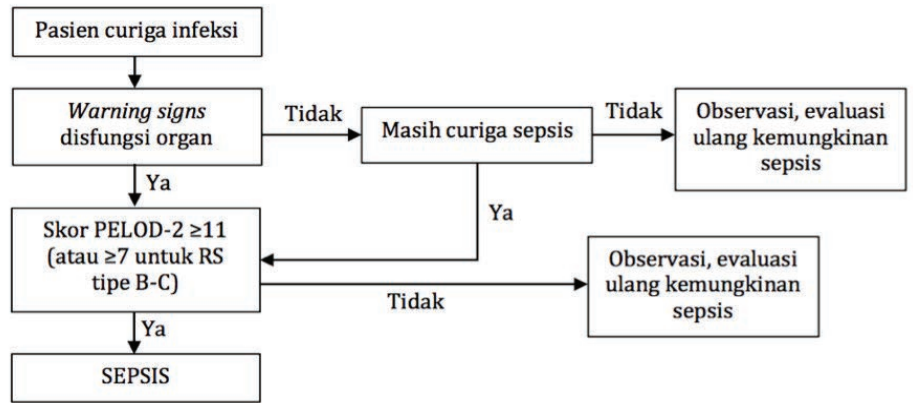 Pasien curiga infeksi
Warning signs
disfungsi organ
Tidak
Masih curiga sepsis
Tidak
Observasi, evaluasi
ulang kemungkinan
sepsis
Ya
Ya
Skor PELOD-2 ≥11
(atau ≥7 untuk RS
tipe B-C)
Tidak
Observasi, evaluasi
ulang kemungkinan
sepsis
Ya
SEPSIS